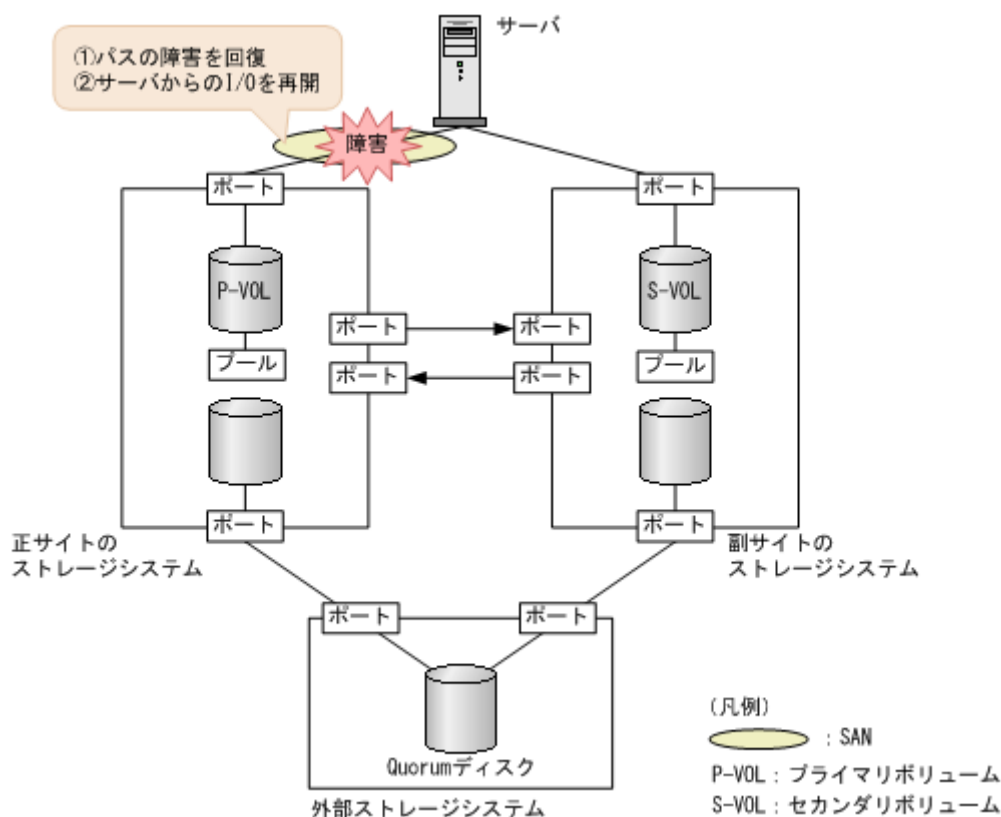 サーバ
①パスの障害を回復
②サーバからのI/Oを再開
障害
ポート
ポート
P-VOL
S-VOL
ポート
ポート
プール
プール
ポート
ポート
ポート
ポート
正サイトの
ストレージシステム
副サイトの
ストレージシステム
ポート
ポート
Quorumディスク
外部ストレージシステム
(凡例)
：SAN
P-VOL：プライマリボリューム
S-VOL：セカンダリボリューム